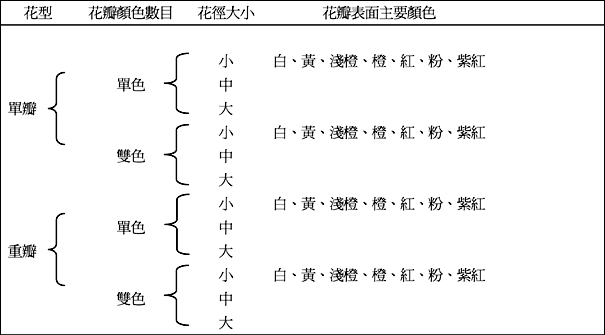 花型 花瓣顏色數目 花徑大小 花瓣表面主要顏色
小 白、黃、淺橙、橙、紅、粉、紫紅
單色 中
單瓣 大
小 白、黃、淺橙、橙、紅、粉、紫紅
雙色 中
大
小 白、黃、淺橙、橙、紅、粉、紫紅
單色 中
重瓣 大
小 白、黃、淺橙、橙、紅、粉、紫紅
雙色 中
大